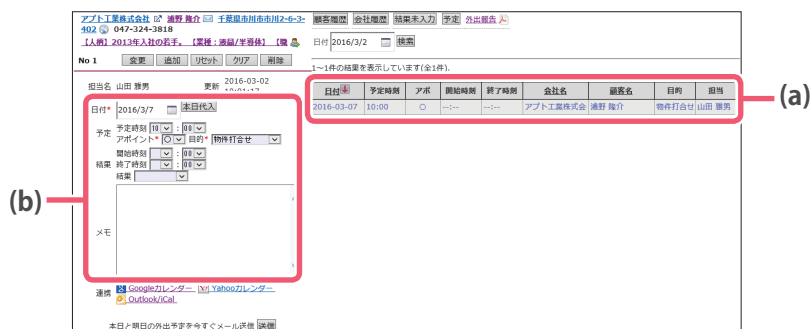 アプト工業株式会社 浦野 隆介 千葉県市川市市川2-6-3-
402 047-324-3818
【人柄】2013年入社の若手。【業種：液晶/半導体】【職
No 1 変更 追加 リセット クリア 削除
担当名 山田 雅男 更新 2016-03-02
日付* 2016/3/7 本日代入
予定 予定時刻 10 : 00
アポイント* ○ 目的* 物件打合せ
開始時刻 : 00
結果 終了時刻 : 00
結果
メモ
連携 Googleカレンダー Yahoo!カレンダー
Outlook/iCal
本日と明日の外出予定を今すぐメール送信 送信
顧客履歴 会社履歴 結果未入力 予定 外出報告
日付 2016/3/2 検索
1～1件の結果を表示しています(全1件).
日付 予定時刻 アポ 開始時刻 終了時刻 会社名 顧客名 目的 担当
2016-03-07 10:00 ○ --:-- --:-- アプト工業株式会 浦野 隆介 物件打合せ 山田 雅男
(a)
(b)